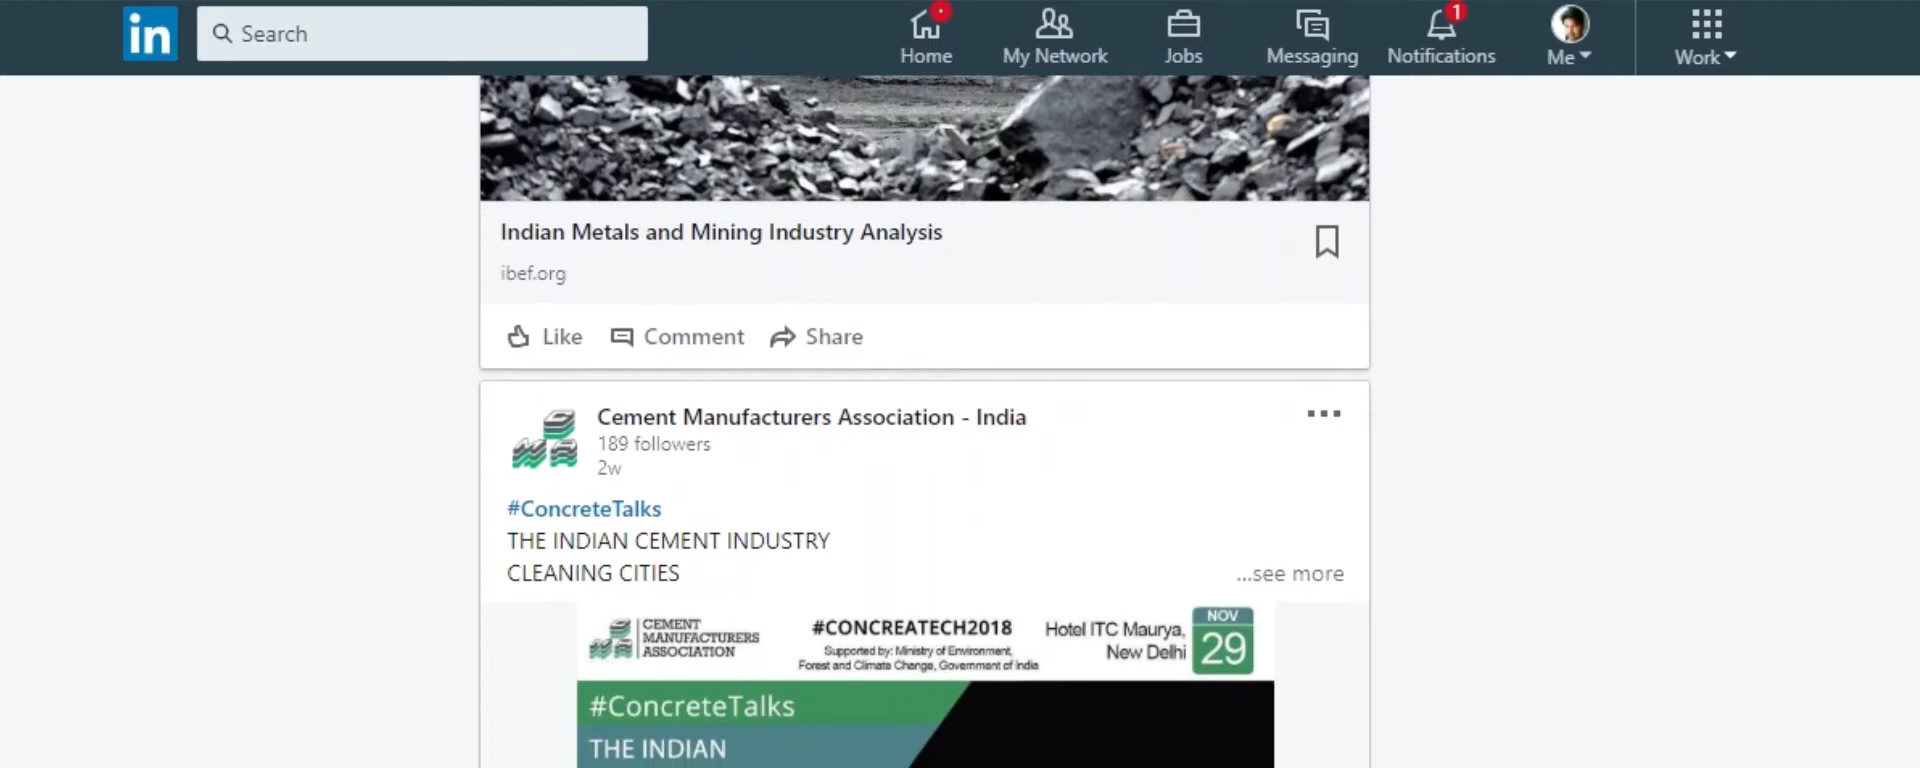 in
Search
Home
My Network
Jobs
Messaging
1
Notifications
Me
Work
Indian Metals and Mining Industry Analysis
ibef.org
Like
Comment
Share
Cement Manufacturers Association - India
189 followers
2w
#ConcreteTalks
THE INDIAN CEMENT INDUSTRY
CLEANING CITIES
...see more
CEMENT
MANUFACTURERS
ASSOCIATION
#CONCREATECH2018
Supported by: Ministry of Environment,
Forest and Climate Change, Government of India
Hotel ITC Maurya,
New Delhi
NOV
29
#ConcreteTalks
THE INDIAN